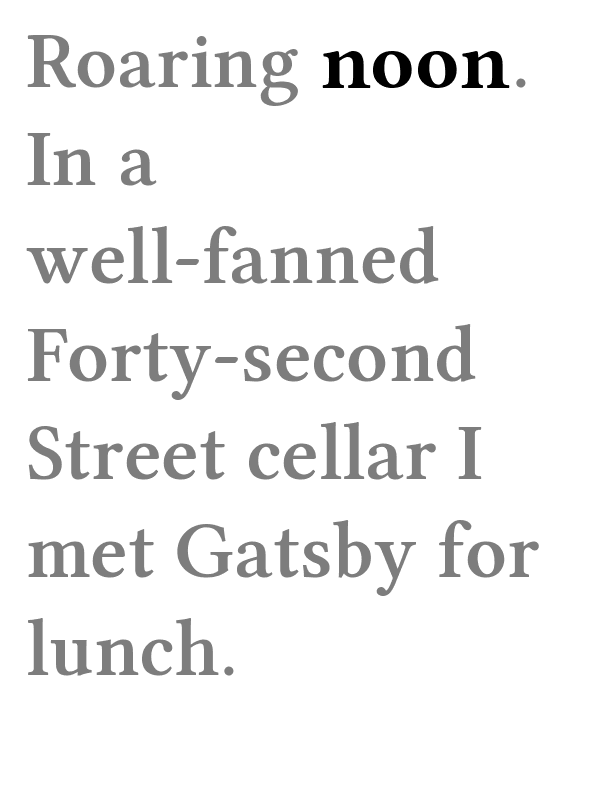 Roaring noon.
In a
well-fanned
Forty-second
Street cellar I
met Gatsby for
lunch.